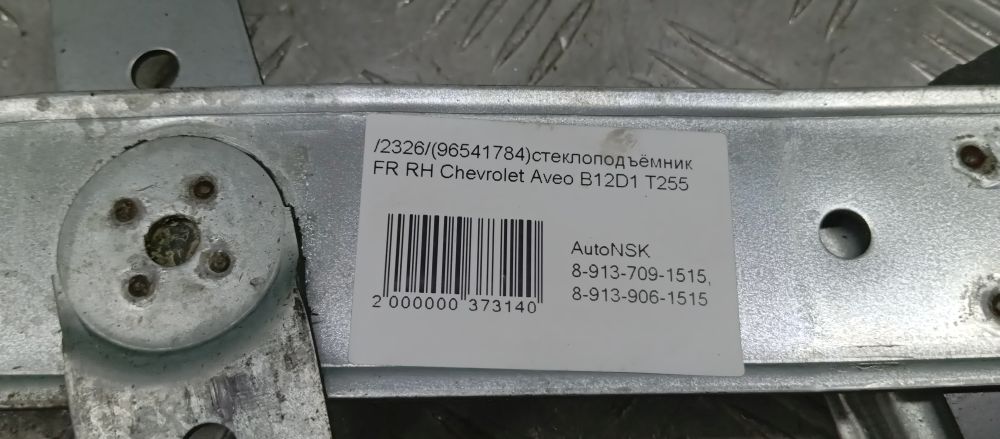 /2326/(96541784)стеклоподъёмник
FR RH Chevrolet Aveo B12D1 T255
AutoNSK
8-913-709-1515,
8-913-906-1515
2 000000 373140